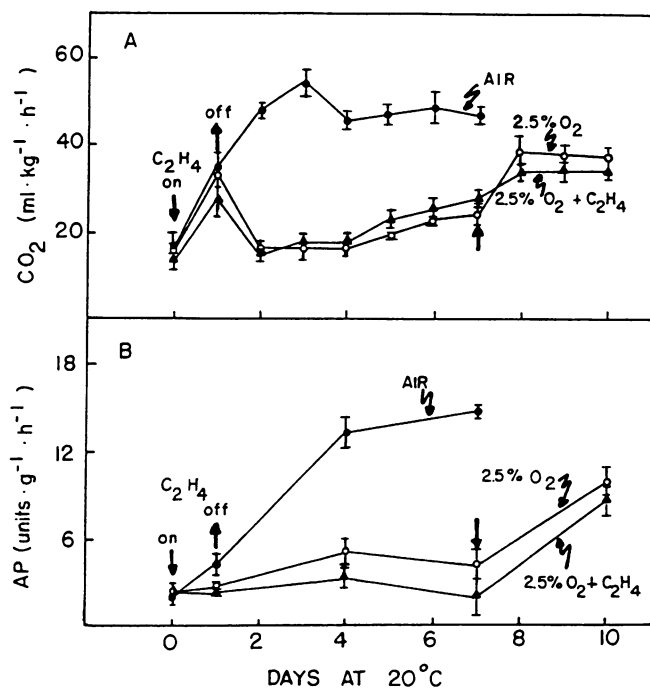 A
60
40
20
CO2 (ml·kg-1·h-1)
C2H4
on
off
AIR
2.5% O2
2.5% O2 + C2H4
B
18
12
6
AP (units·g-1·h-1)
C2H4
on
off
AIR
2.5% O2
2.5% O2 + C2H4
0 2 4 6 8 10
DAYS AT 20°C